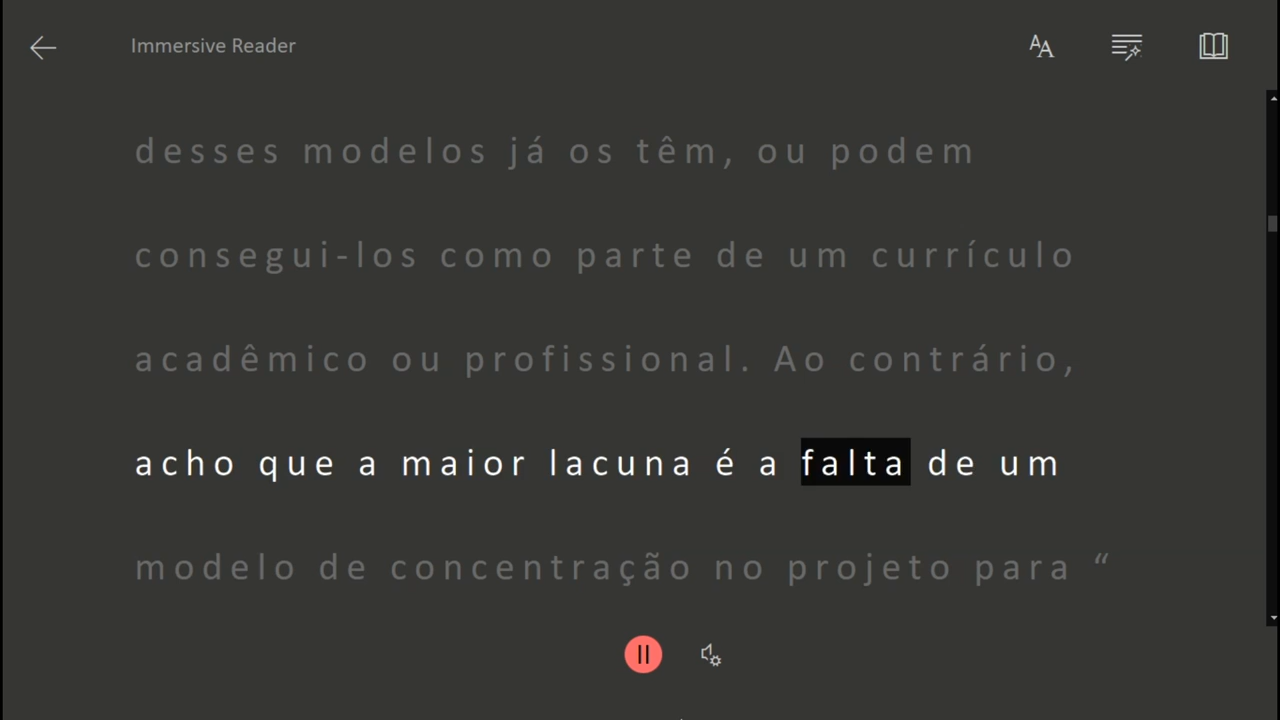 Immersive Reader
desses modelos já os têm, ou podem
consegui-los como parte de um currículo
acadêmico ou profissional. Ao contrário,
acho que a maior lacuna é a falta de um
modelo de concentração no projeto para “